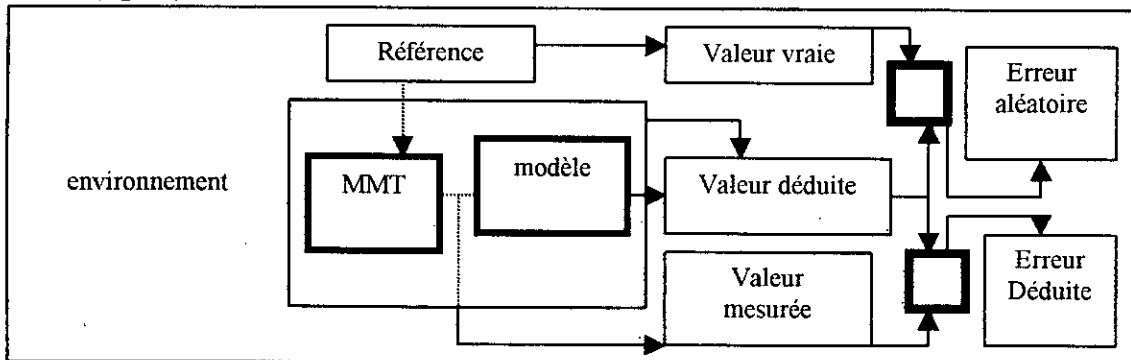 Référence
Valeur vraie
Erreur
aléatoire
environnement
MMT
modèle
Valeur déduite
Valeur
mesurée
Erreur
Déduite